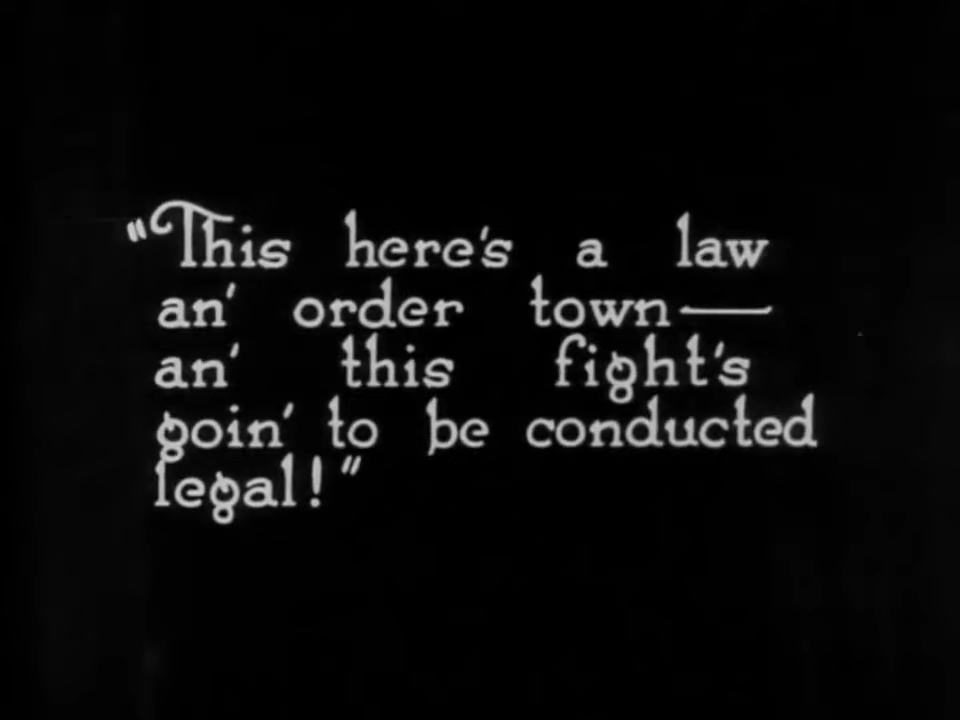 "This here's a law
an' order town—
an' this fight's
goin' to be conducted
legal!"